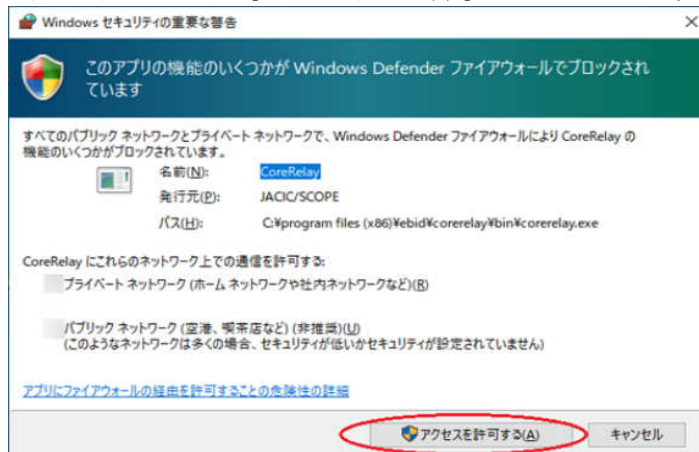 Windows セキュリティの重要な警告
このアプリの機能のいくつかが Windows Defender ファイアウォールでブロックされ
ています
すべてのパブリック ネットワークとプライベート ネットワークで、Windows Defender ファイアウォールにより CoreRelay の
機能のいくつかがブロックされています。
名前(N): CoreRelay
発行元(P): JACIC/SCOPE
パス(H): C:¥program files (x86)¥ebid¥corerelay¥bin¥corerelay.exe
CoreRelay にこれらのネットワーク上での通信を許可する:
プライベート ネットワーク (ホーム ネットワークや社内ネットワークなど)(R)
パブリック ネットワーク (空港、喫茶店など) (非推奨)(U)
(このようなネットワークは多くの場合、セキュリティが低いかセキュリティが設定されていません)
アプリにファイアウォールの経由を許可することの危険性の詳細
アクセスを許可する(A) キャンセル